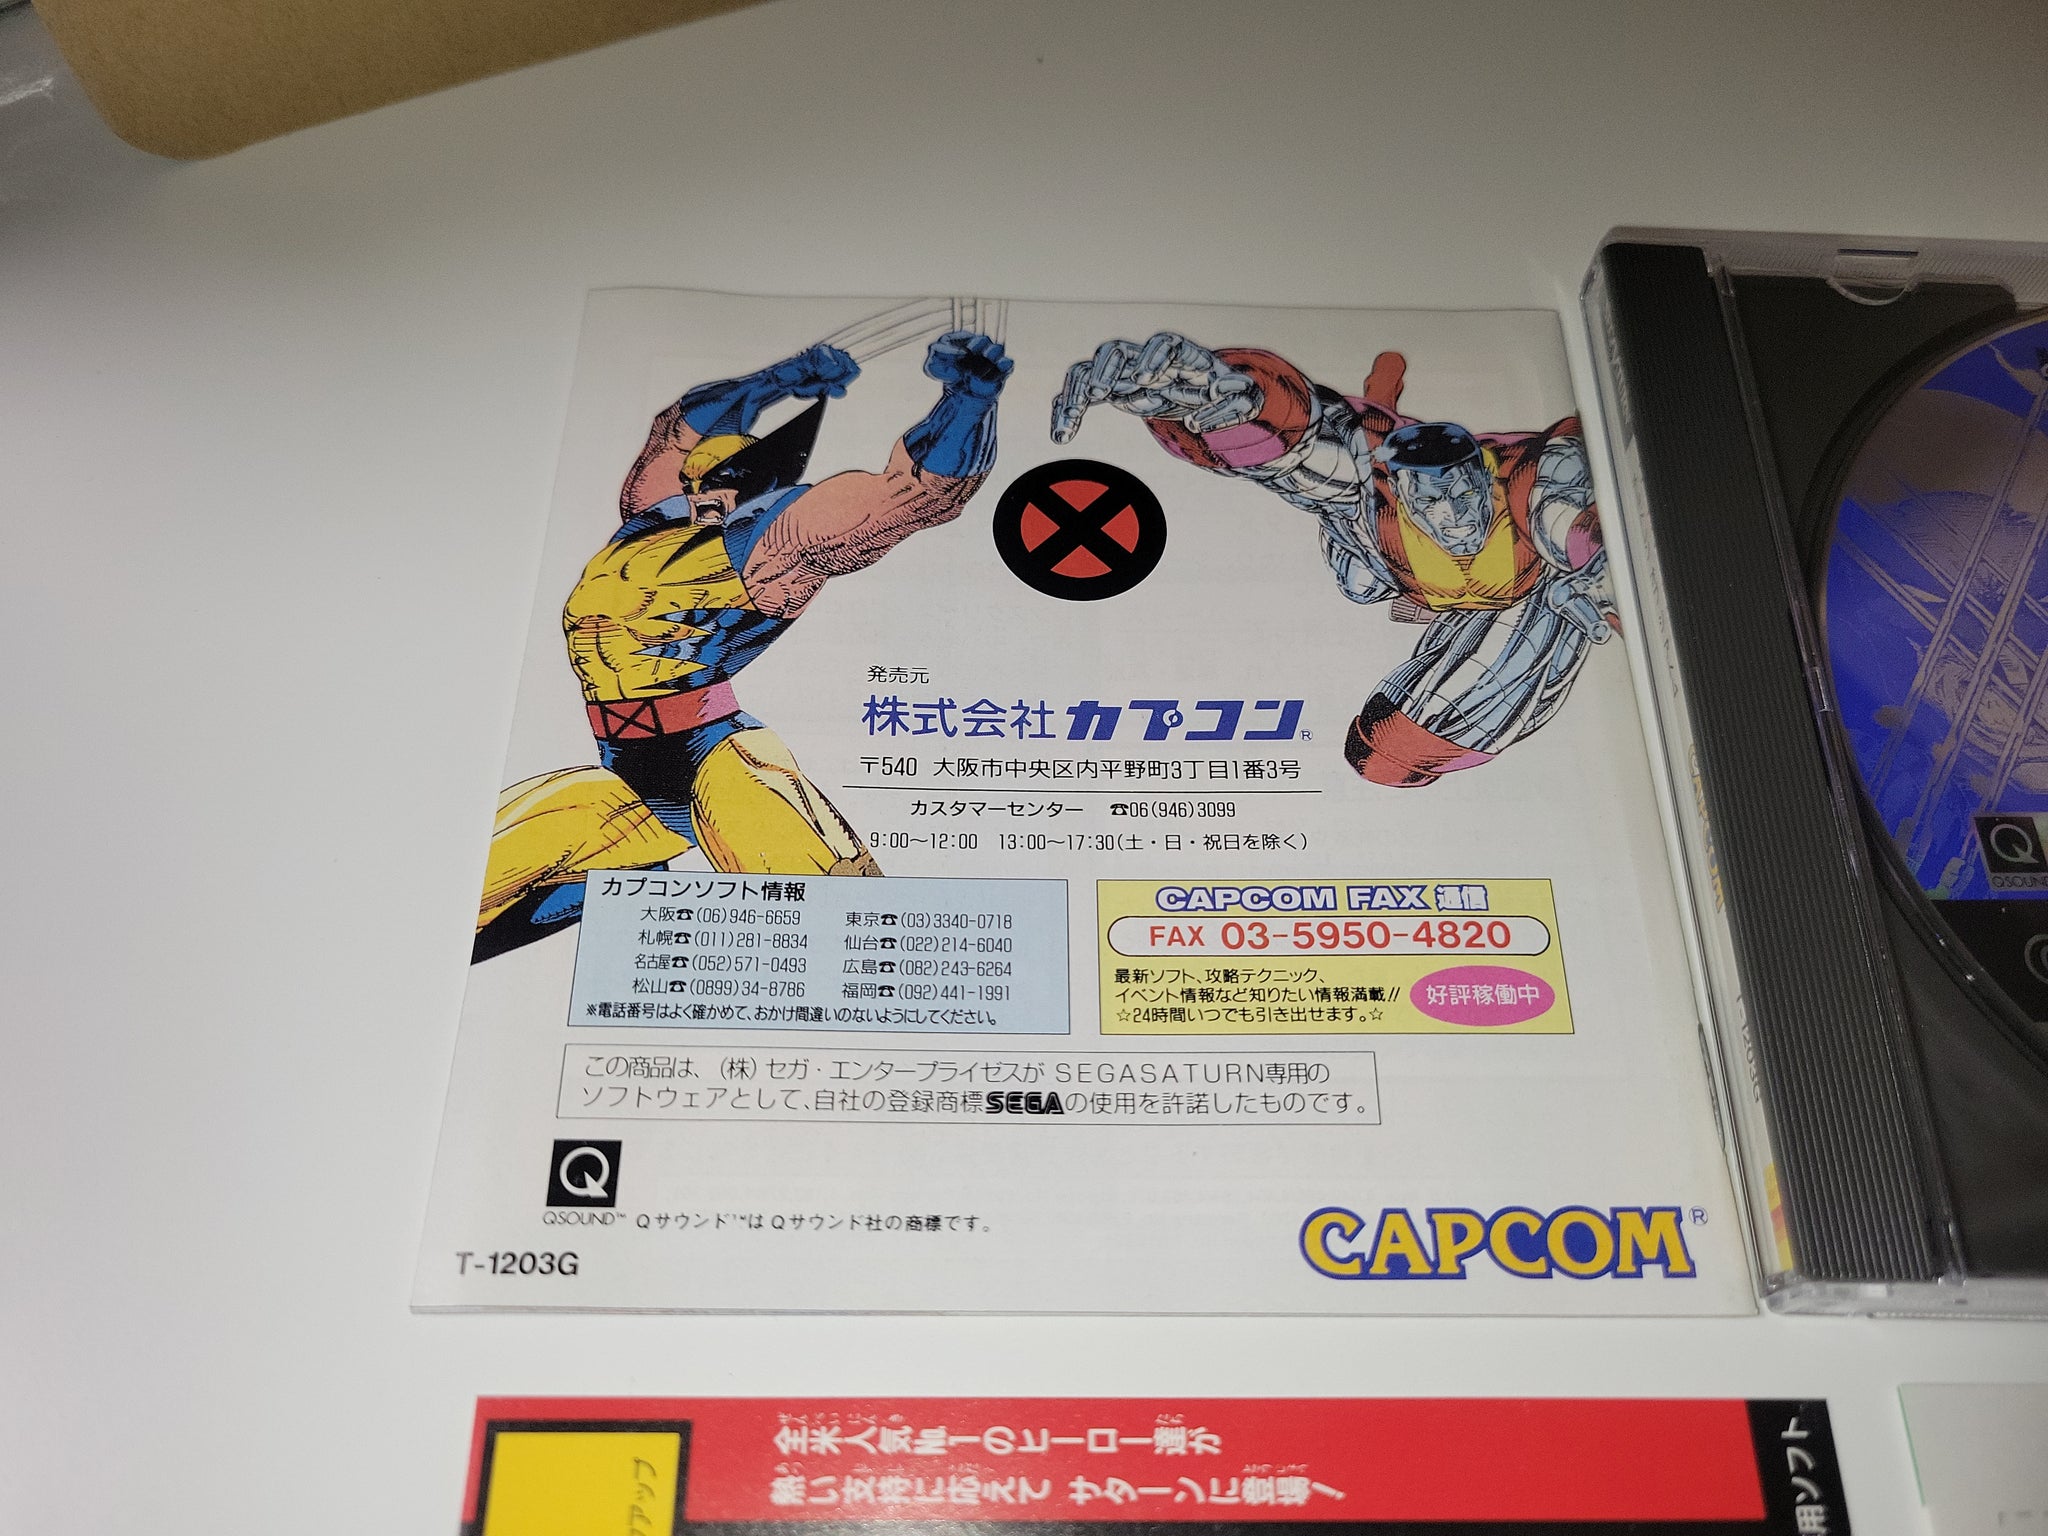 発売元
株式会社カプコン®
〒540 大阪市中央区内平野町3丁目1番3号
カスタマーセンター ☎06(946)3099
9:00〜12:00 13:00〜17:30(土・日・祝日を除く)
カプコンソフト情報
大阪☎(06)946-6659 東京☎(03)3340-0718
札幌☎(011)281-8834 仙台☎(022)214-6040
名古屋☎(052)571-0493 広島☎(082)243-6264
松山☎(0899)34-8786 福岡☎(092)441-1991
※電話番号はよく確かめて、おかけ間違いのないようにしてください。
CAPCOM FAX 通信
FAX 03-5950-4820
最新ソフト、攻略テクニック、
イベント情報など知りたい情報満載!!
☆24時間いつでも引き出せます。☆
好評稼働中
この商品は、(株)セガ・エンタープライゼスが SEGASATURN専用の
ソフトウェアとして、自社の登録商標SEGAの使用を許諾したものです。
Q
QSOUND™ Qサウンド™は Qサウンド社の商標です。
T-1203G
CAPCOM®
CAPCOM
T-1203G
Q
QSOUND
全米人気No.1のヒーロー達が
熱い支持に応えて サターンに登場!
アップ
用ソフト